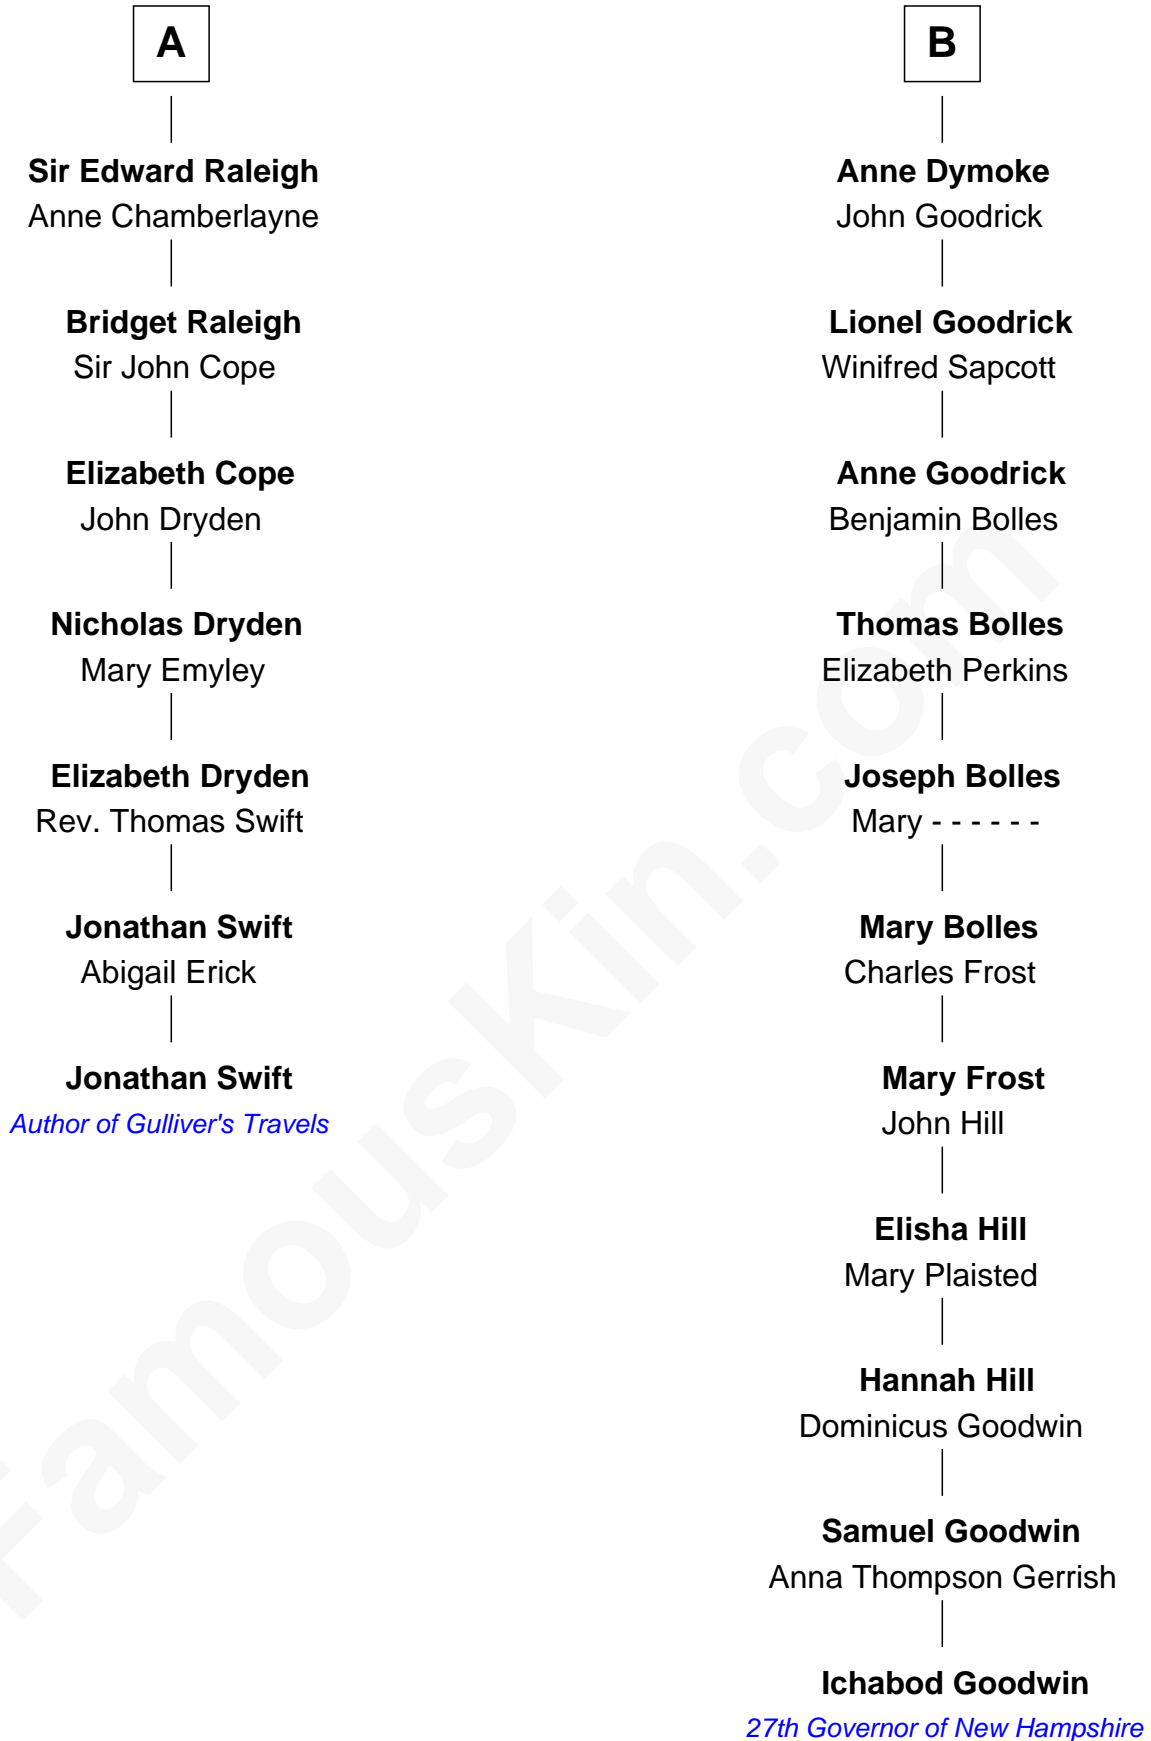 A
Sir Edward Raleigh
Anne Chamberlayne
Bridget Raleigh
Sir John Cope
Elizabeth Cope
John Dryden
Nicholas Dryden
Mary Emyley
Elizabeth Dryden
Rev. Thomas Swift
Jonathan Swift
Abigail Erick
Jonathan Swift
Author of Gulliver's Travels
B
Anne Dymoke
John Goodrick
Lionel Goodrick
Winifred Sapcott
Anne Goodrick
Benjamin Bolles
Thomas Bolles
Elizabeth Perkins
Joseph Bolles
Mary - - - - - -
Mary Bolles
Charles Frost
Mary Frost
John Hill
Elisha Hill
Mary Plaisted
Hannah Hill
Dominicus Goodwin
Samuel Goodwin
Anna Thompson Gerrish
Ichabod Goodwin
27th Governor of New Hampshire
FamousKin.com